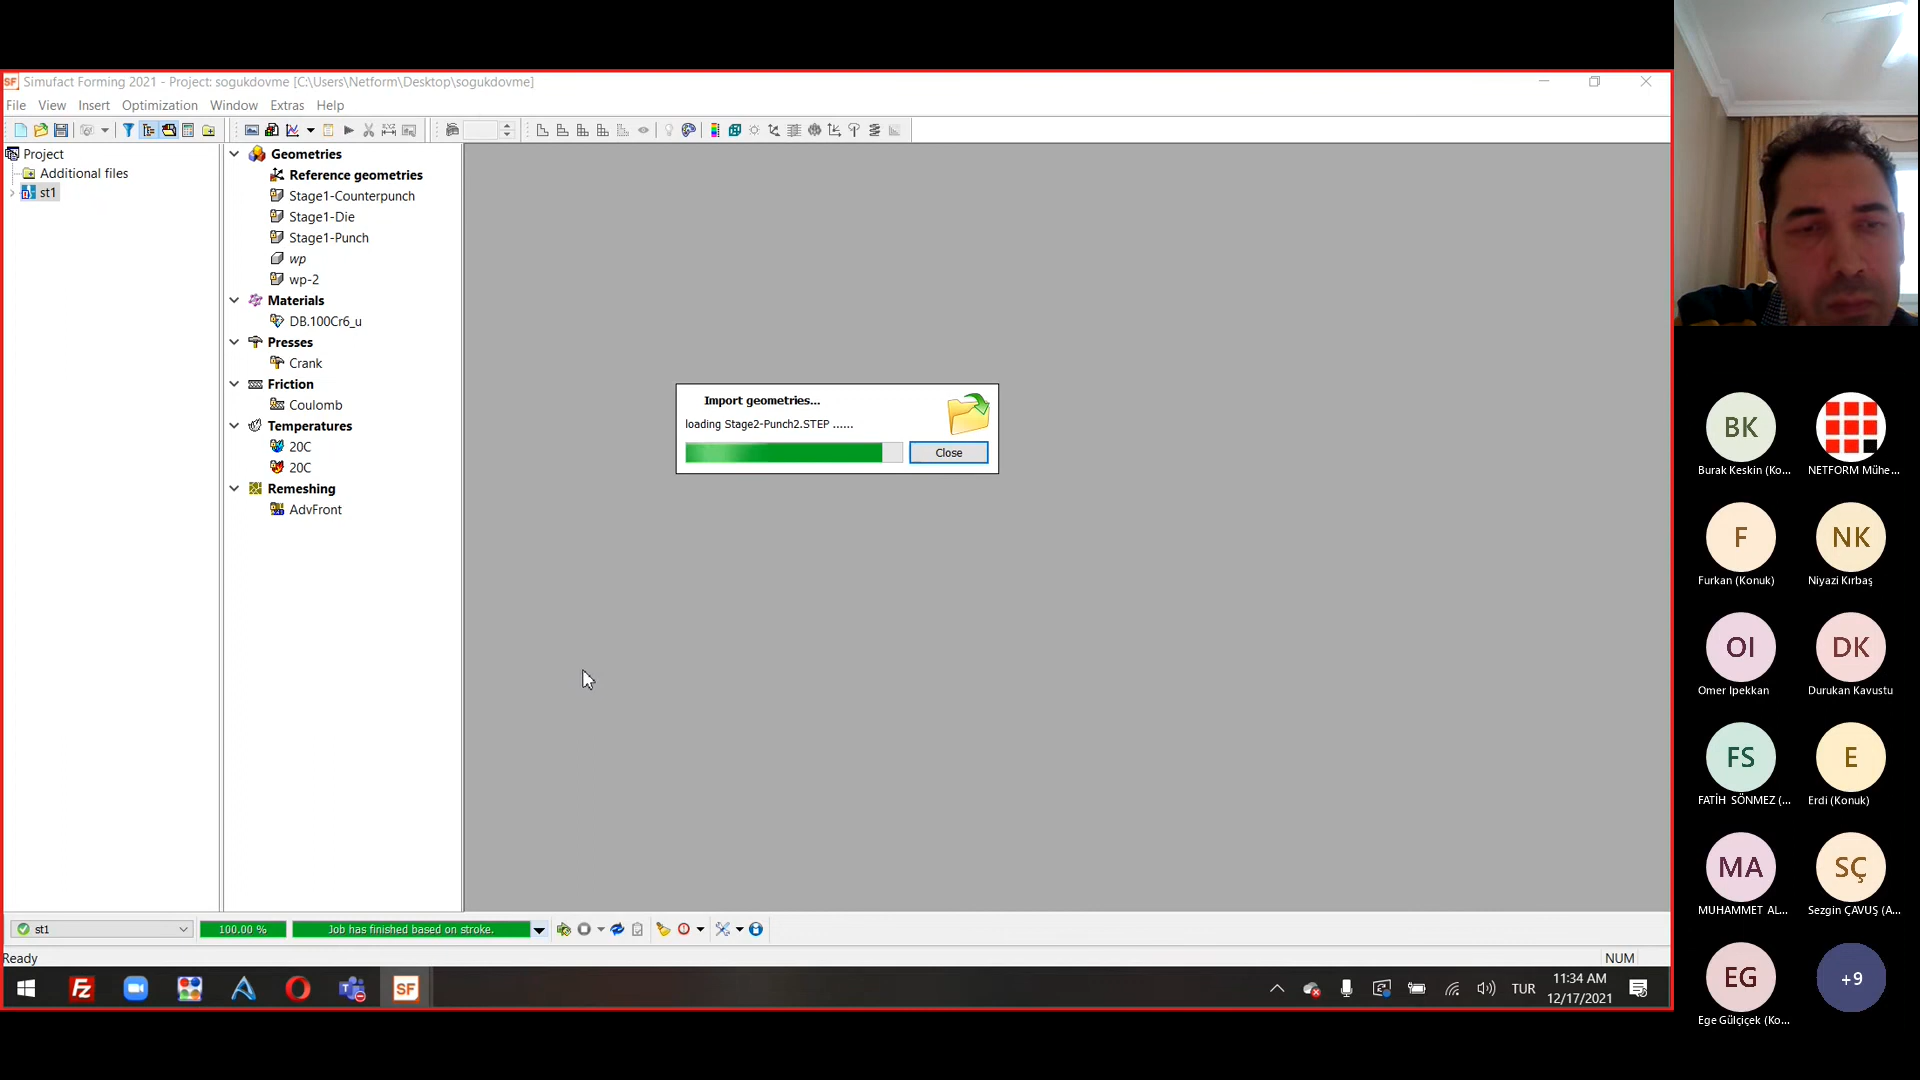 SF Simufact Forming 2021 - Project: sogukdovme [C:\Users\Netform\Desktop\sogukdovme]
File View Insert Optimization Window Extras Help
Project
Additional files
st1
Geometries
Reference geometries
Stage1-Counterpunch
Stage1-Die
Stage1-Punch
wp
wp-2
Materials
DB.100Cr6_u
Presses
Crank
Friction
Coulomb
Temperatures
20C
20C
Remeshing
AdvFront
Import geometries...
loading Stage2-Punch2.STEP ......
Close
st1 100.00 % Job has finished based on stroke.
Ready NUM
FZ SF TUR 11:34 AM
12/17/2021
BK
Burak Keskin (Ko... NETFORM Mühe...
F NK
Furkan (Konuk) Niyazi Kırbaş
OI DK
Omer Ipekkan Durukan Kavustu
FS E
FATİH SÖNMEZ (... Erdi (Konuk)
MA SÇ
MUHAMMET AL... Sezgin ÇAVUŞ (A...
EG +9
Ege Gülçiçek (Ko...